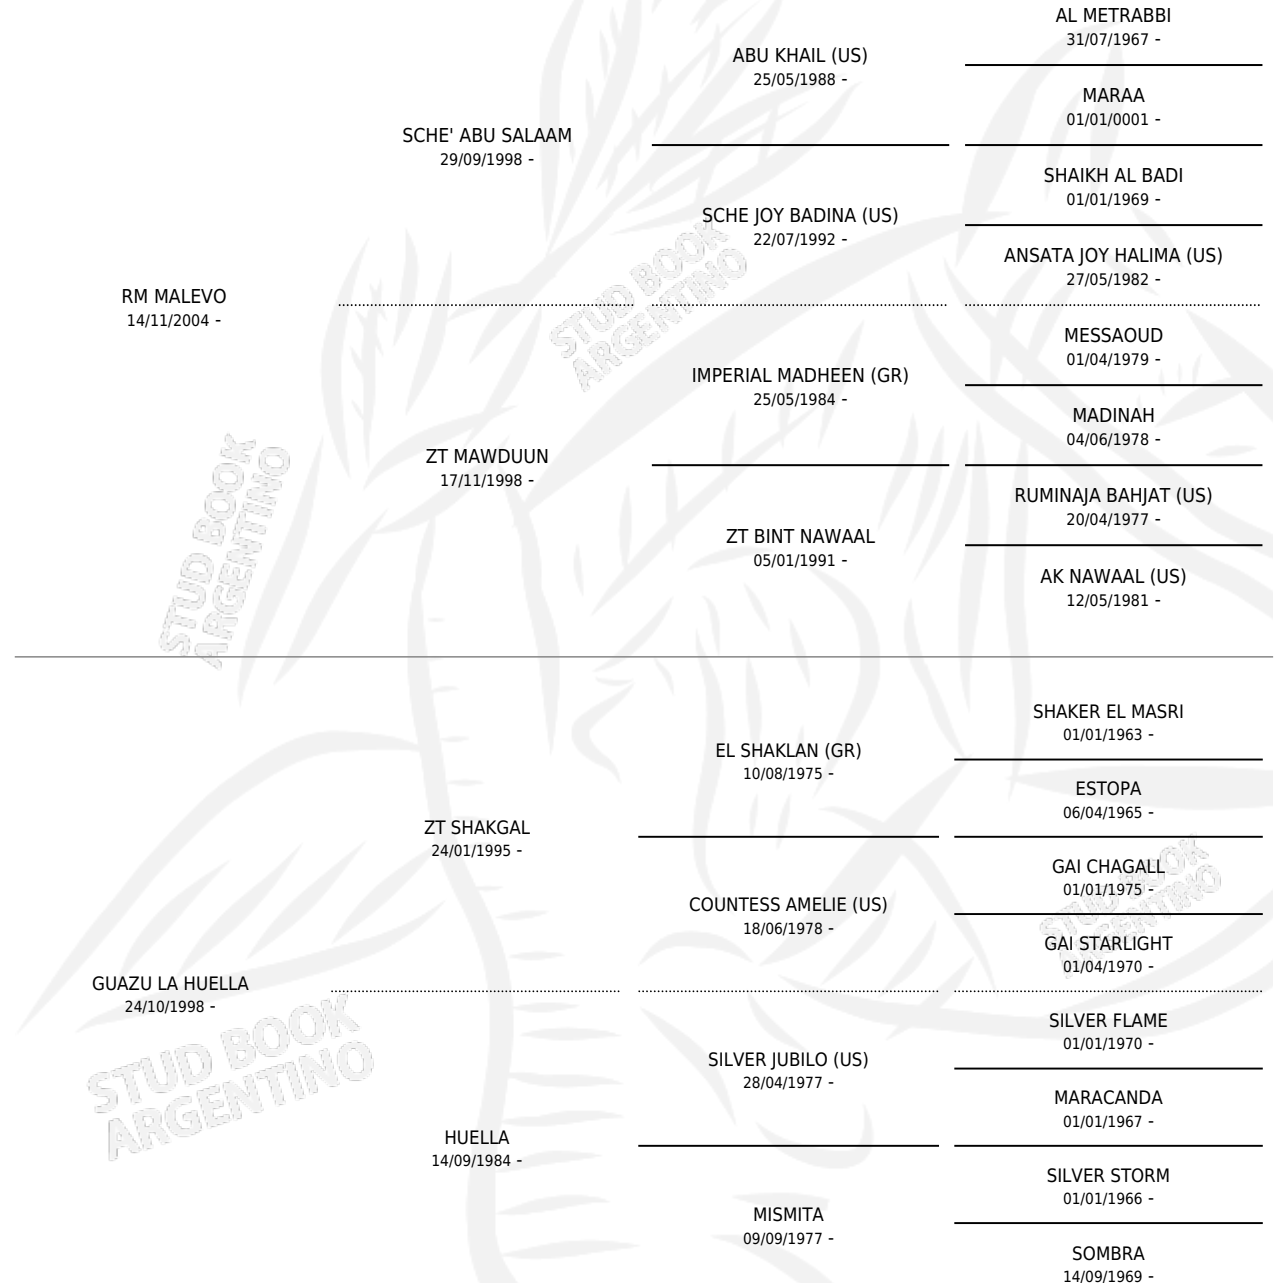 AL METRABBI
31/07/1967 -
ABU KHAIL (US)
25/05/1988 -
MARAA
01/01/0001 -
SCHE' ABU SALAAM
29/09/1998 -
SHAIKH AL BADI
01/01/1969 -
SCHE JOY BADINA (US)
22/07/1992 -
ANSATA JOY HALIMA (US)
27/05/1982 -
RM MALEVO
14/11/2004 -
MESSAOUD
01/04/1979 -
IMPERIAL MADHEEN (GR)
25/05/1984 -
MADINAH
04/06/1978 -
ZT MAWDUUN
17/11/1998 -
RUMINAJA BAHJAT (US)
20/04/1977 -
ZT BINT NAWAAL
05/01/1991 -
AK NAWAAL (US)
12/05/1981 -
SHAKER EL MASRI
01/01/1963 -
EL SHAKLAN (GR)
10/08/1975 -
ESTOPA
06/04/1965 -
ZT SHAKGAL
24/01/1995 -
GAI CHAGALL
01/01/1975 -
COUNTESS AMELIE (US)
18/06/1978 -
GAI STARLIGHT
01/04/1970 -
GUAZU LA HUELLA
24/10/1998 -
SILVER FLAME
01/01/1970 -
SILVER JUBILO (US)
28/04/1977 -
MARACANDA
01/01/1967 -
HUELLA
14/09/1984 -
SILVER STORM
01/01/1966 -
MISMITA
09/09/1977 -
SOMBRA
14/09/1969 -
STUD BOOK
ARGENTINO
STUD BOOK
ARGENTINO
STUD BOOK
ARGENTINO
STUD BOOK
ARGENTINO